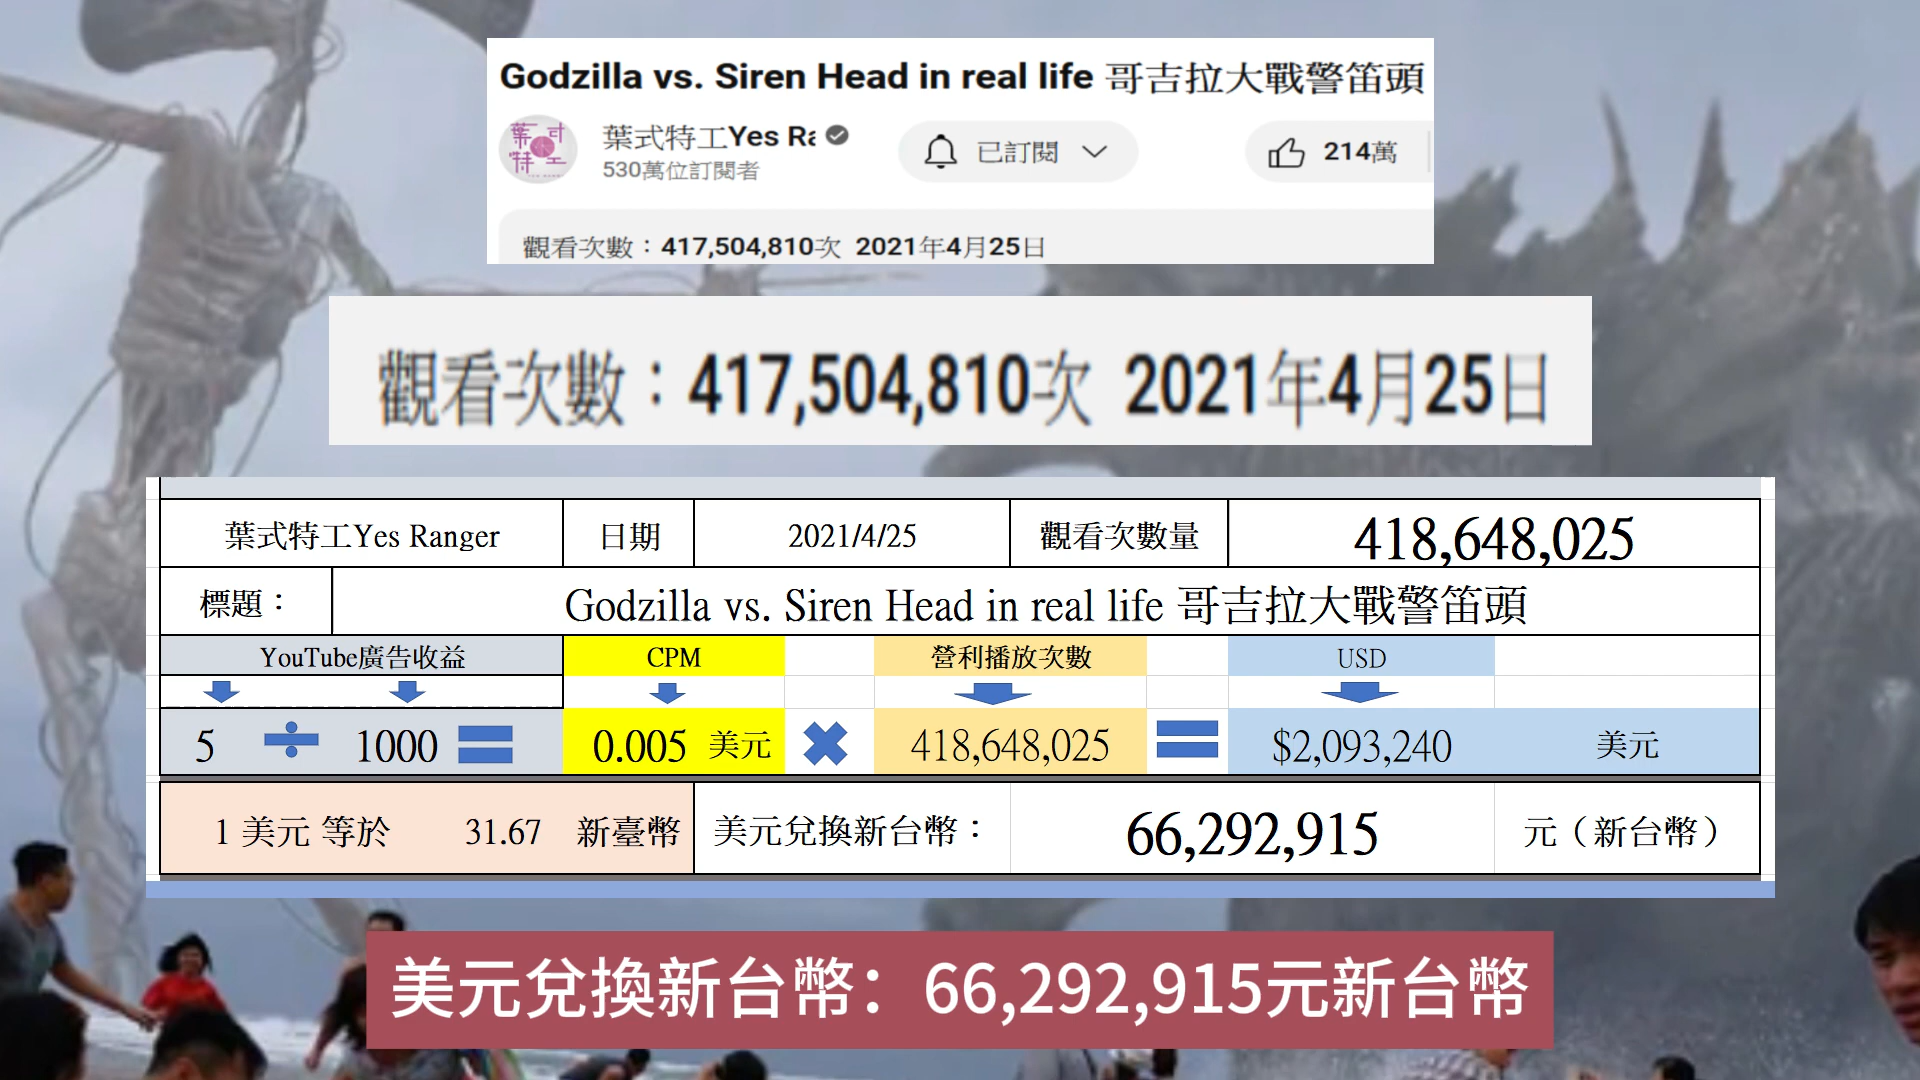 Godzilla vs. Siren Head in real life 哥吉拉大戰警笛頭
葉式特工Yes Ra
530萬位訂閱者
已訂閱
214萬
觀看次數：417,504,810次 2021年4月25日
觀看次數：417,504,810次 2021年4月25日
葉式特工Yes Ranger 日期 2021/4/25 觀看次數量 418,648,025
標題： Godzilla vs. Siren Head in real life 哥吉拉大戰警笛頭
YouTube廣告收益 CPM 營利播放次數 USD
5 ÷ 1000 = 0.005 美元 × 418,648,025 = $2,093,240 美元
1 美元 等於 31.67 新臺幣 美元兌換新台幣： 66,292,915 元（新台幣）
美元兌換新台幣：66,292,915元新台幣